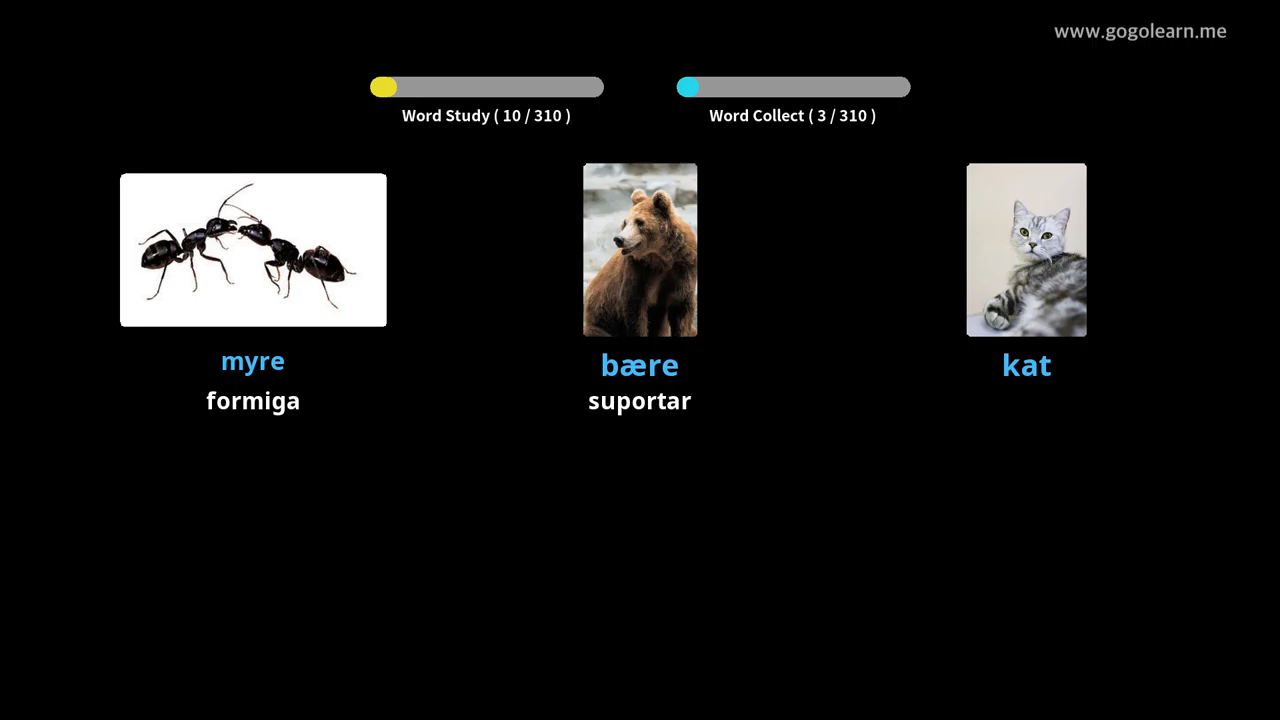 www.gogolearn.me
Word Study ( 10 / 310 )
Word Collect ( 3 / 310 )
myre
bære
kat
formiga
suportar